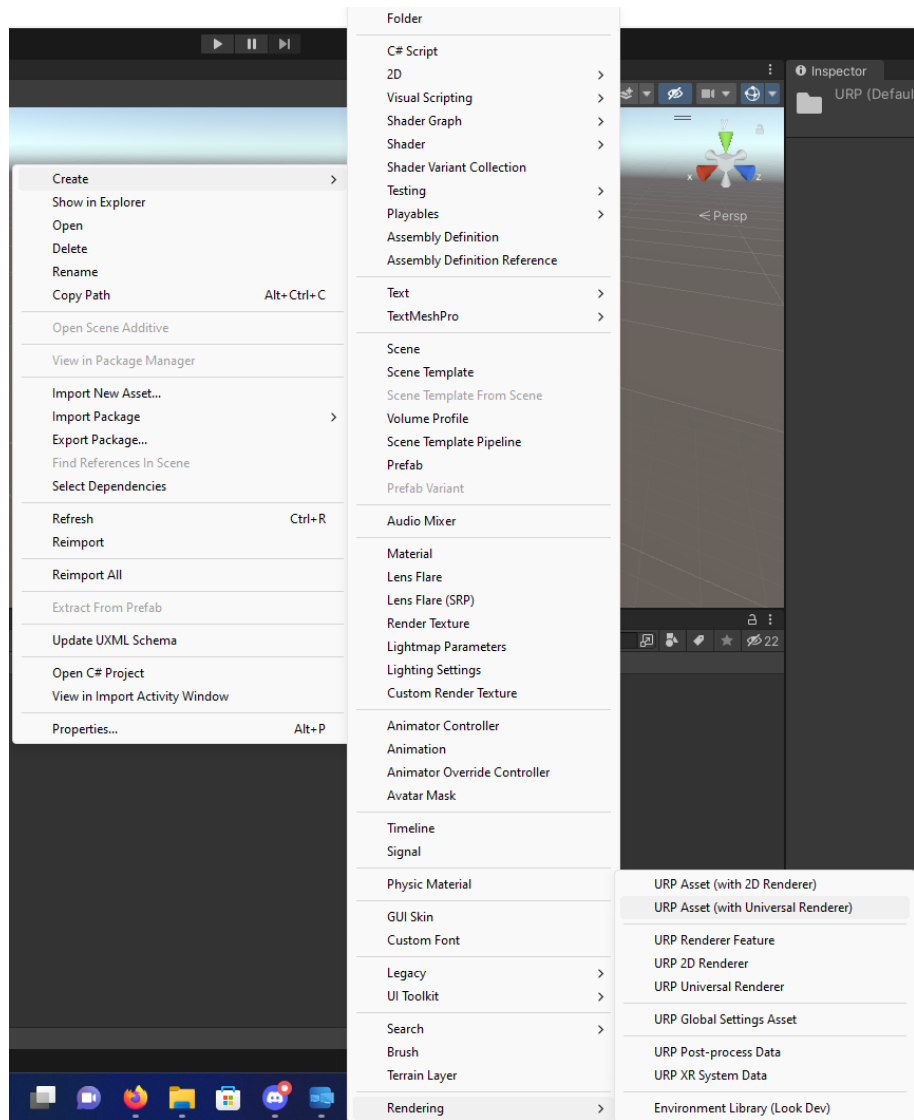 Folder
C# Script
2D
Visual Scripting
Shader Graph
Shader
Shader Variant Collection
Testing
Playables
Assembly Definition
Assembly Definition Reference
Text
TextMeshPro
Scene
Scene Template
Scene Template From Scene
Volume Profile
Scene Template Pipeline
Prefab
Prefab Variant
Audio Mixer
Material
Lens Flare
Lens Flare (SRP)
Render Texture
Lightmap Parameters
Lighting Settings
Custom Render Texture
Animator Controller
Animation
Animator Override Controller
Avatar Mask
Timeline
Signal
Physic Material
GUI Skin
Custom Font
Legacy
UI Toolkit
Search
Brush
Terrain Layer
Rendering
Create
Show in Explorer
Open
Delete
Rename
Copy Path Alt+Ctrl+C
Open Scene Additive
View in Package Manager
Import New Asset...
Import Package
Export Package...
Find References In Scene
Select Dependencies
Refresh Ctrl+R
Reimport
Reimport All
Extract From Prefab
Update UXML Schema
Open C# Project
View in Import Activity Window
Properties... Alt+P
Inspector
URP (Defaul
y
x z
Persp
22
URP Asset (with 2D Renderer)
URP Asset (with Universal Renderer)
URP Renderer Feature
URP 2D Renderer
URP Universal Renderer
URP Global Settings Asset
URP Post-process Data
URP XR System Data
Environment Library (Look Dev)